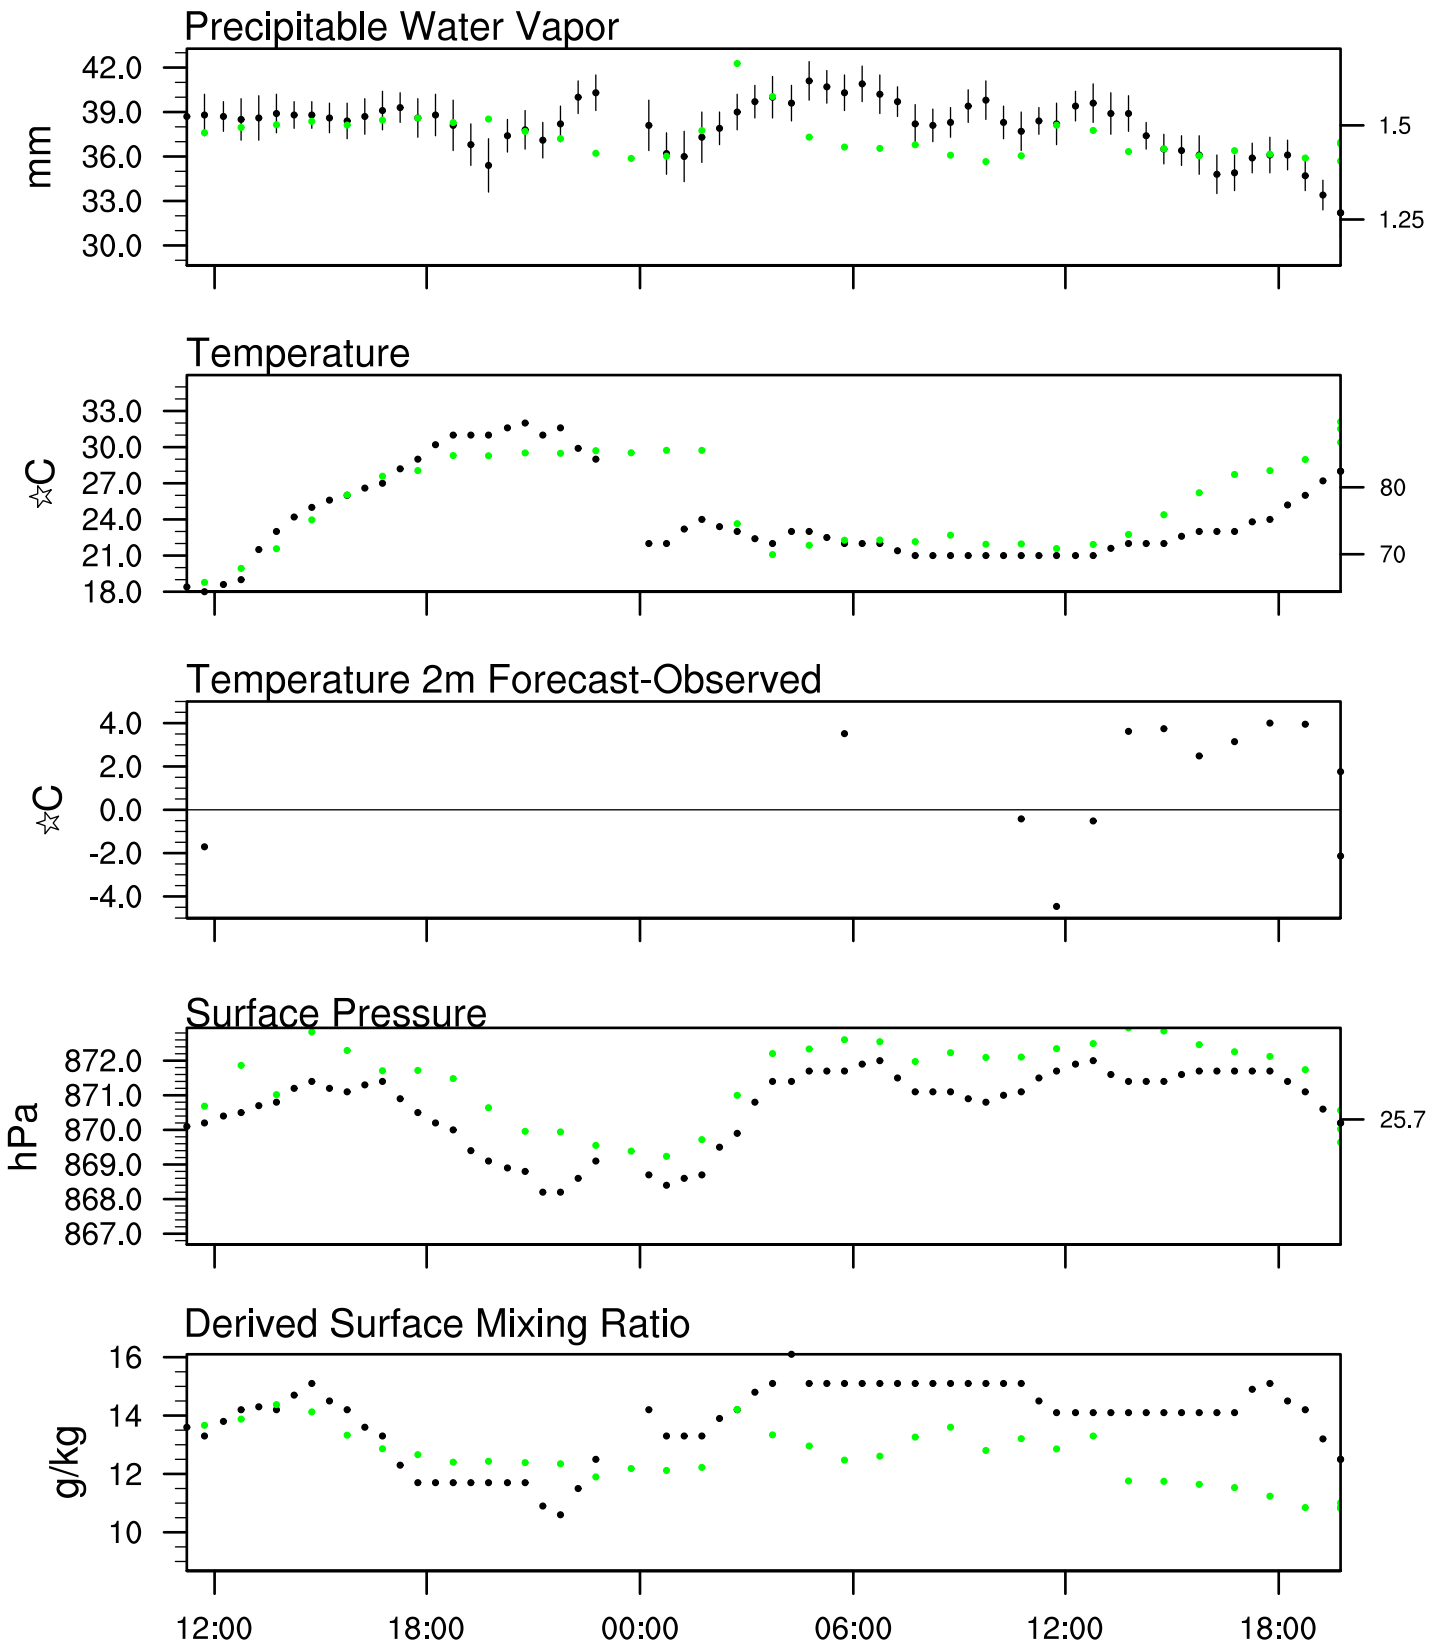 Precipitable Water Vapor
42.0
39.0
36.0
33.0
30.0
mm
1.5
1.25
Temperature
33.0
30.0
27.0
24.0
21.0
18.0
☆C
80
70
Temperature 2m Forecast-Observed
4.0
2.0
0.0
-2.0
-4.0
☆C
Surface Pressure
872.0
871.0
870.0
869.0
868.0
867.0
hPa
25.7
Derived Surface Mixing Ratio
16
14
12
10
g/kg
12:00 18:00 00:00 06:00 12:00 18:00